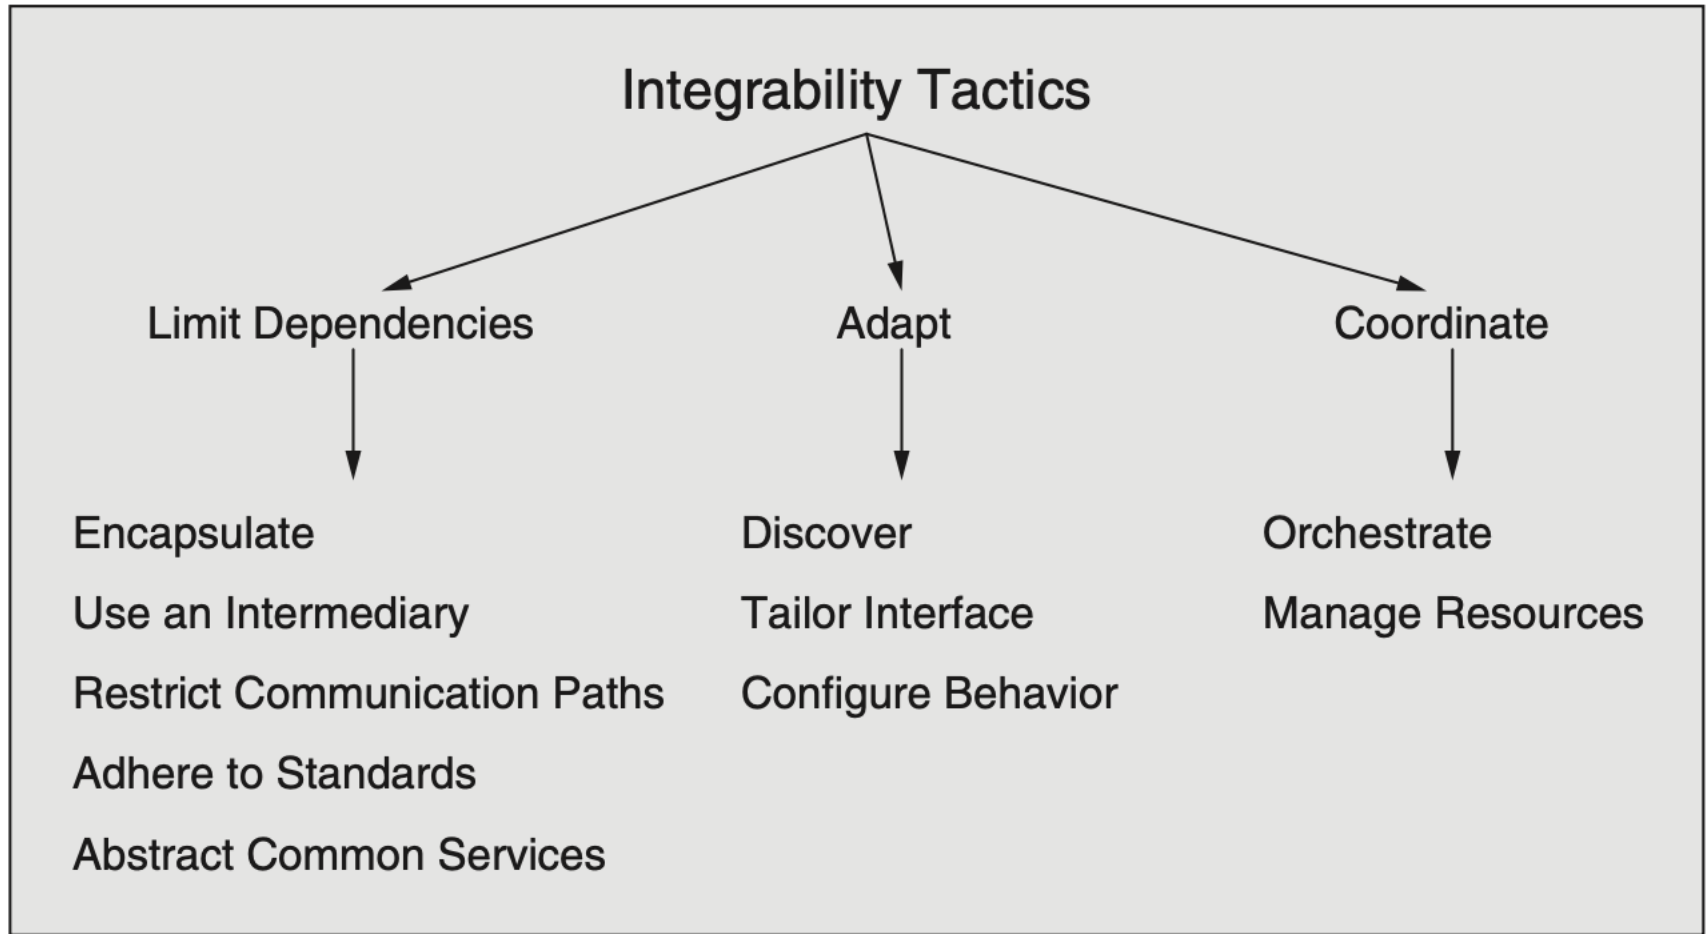 Integrability Tactics
Limit Dependencies
Adapt
Coordinate
Encapsulate
Use an Intermediary
Restrict Communication Paths
Adhere to Standards
Abstract Common Services
Discover
Tailor Interface
Configure Behavior
Orchestrate
Manage Resources